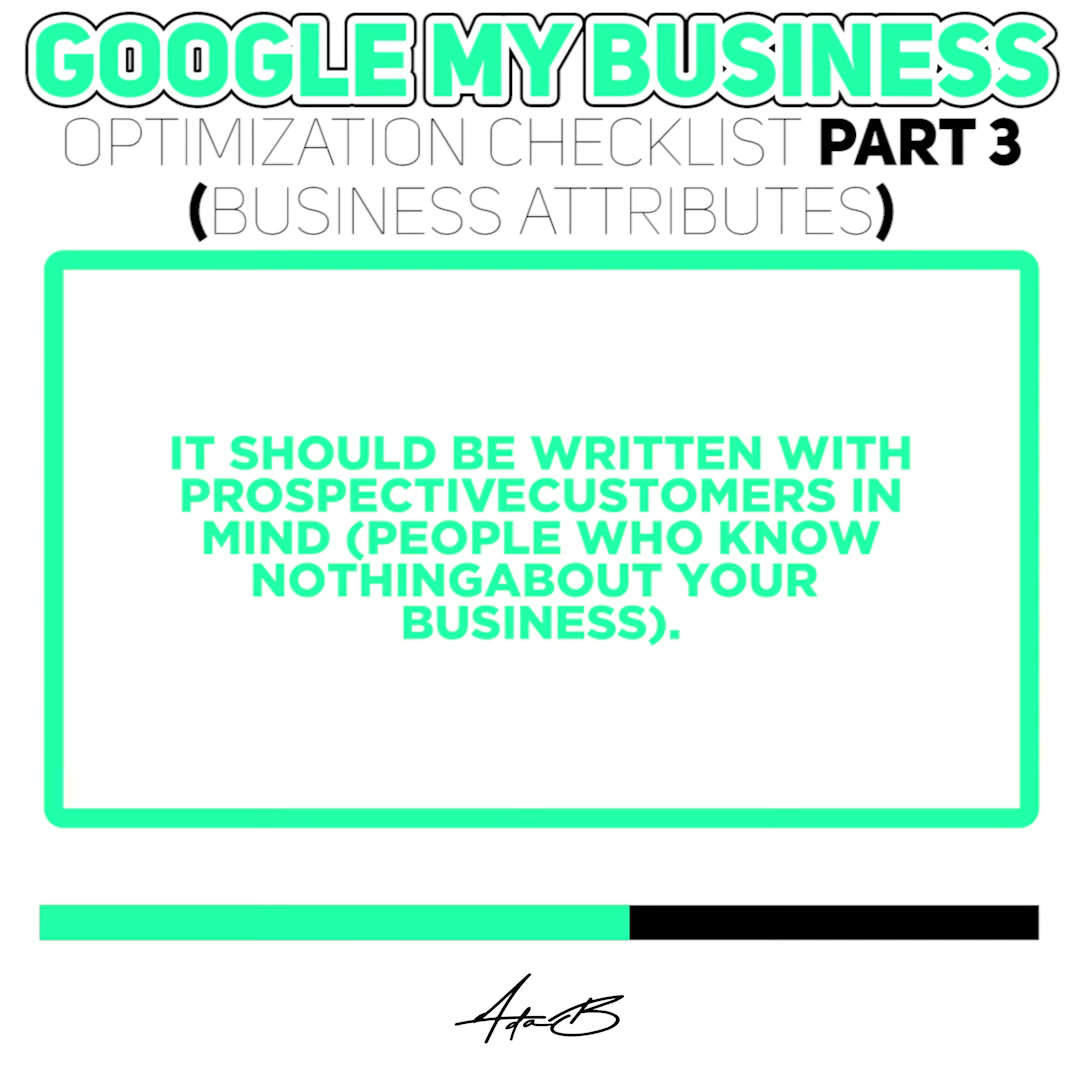 GOOGLE MY BUSINESS
OPTIMIZATION CHECKLIST PART 3
(BUSINESS ATTRIBUTES)
IT SHOULD BE WRITTEN WITH
PROSPECTIVECUSTOMERS IN
MIND (PEOPLE WHO KNOW
NOTHINGABOUT YOUR
BUSINESS).